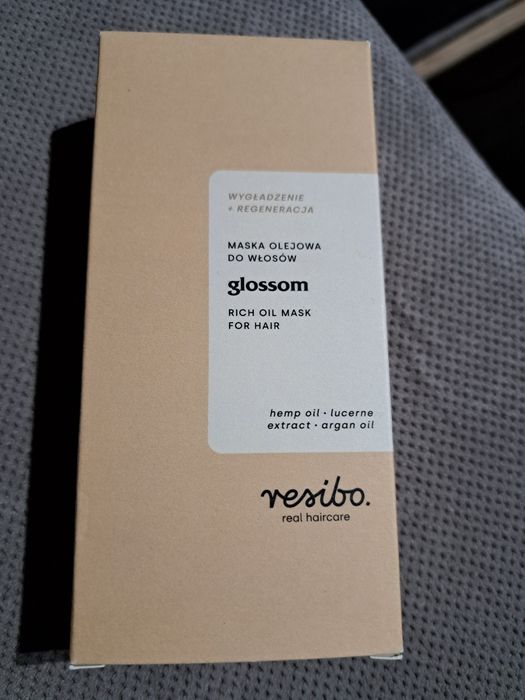 WYGŁADZENIE
+ REGENERACJA
MASKA OLEJOWA
DO WŁOSÓW
glossom
RICH OIL MASK
FOR HAIR
hemp oil · lucerne
extract · argan oil
resibo.
real haircare